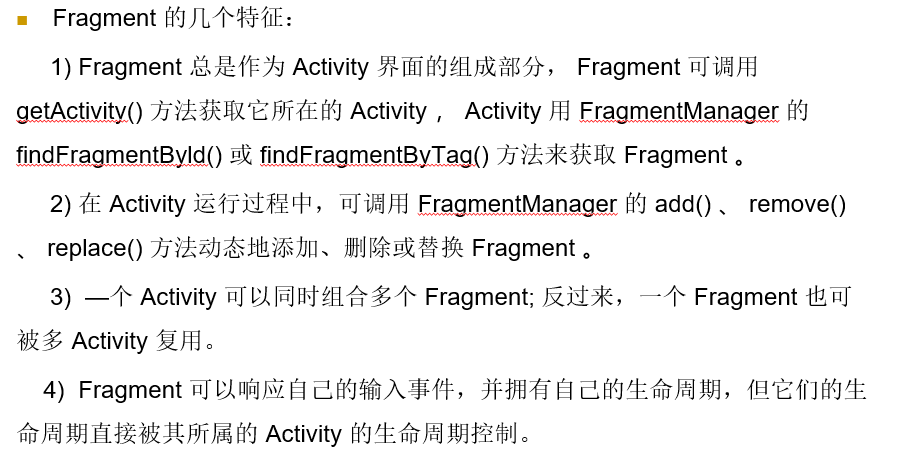 ■ Fragment 的几个特征：
1) Fragment 总是作为 Activity 界面的组成部分， Fragment 可调用
getActivity() 方法获取它所在的 Activity ， Activity 用 FragmentManager 的
findFragmentById() 或 findFragmentByTag() 方法来获取 Fragment 。
2) 在 Activity 运行过程中，可调用 FragmentManager 的 add() 、 remove()
、 replace() 方法动态地添加、删除或替换 Fragment 。
3) —个 Activity 可以同时组合多个 Fragment; 反过来，一个 Fragment 也可
被多 Activity 复用。
4) Fragment 可以响应自己的输入事件，并拥有自己的生命周期，但它们的生
命周期直接被其所属的 Activity 的生命周期控制。